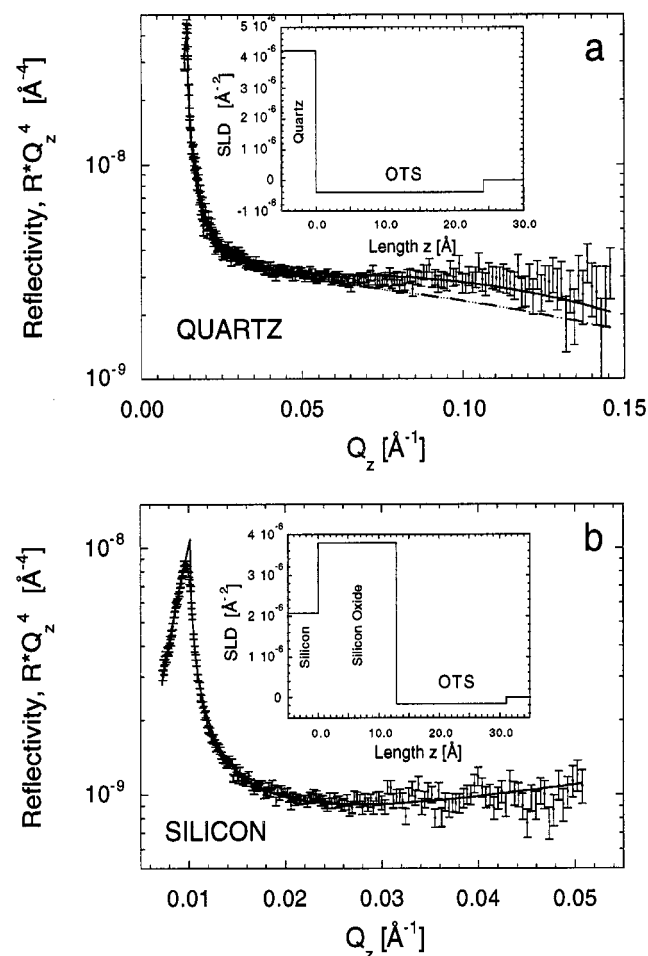 a
Reflectivity, R*Q_z^4 [Å^-4]
10^-8
10^-9
5 10^-6
4 10^-6
3 10^-6
2 10^-6
1 10^-6
0
-1 10^-6
SLD [Å^-2]
Quartz
OTS
0.0 10.0 20.0 30.0
Length z [Å]
QUARTZ
0.00 0.05 0.10 0.15
Q_z [Å^-1]
b
Reflectivity, R*Q_z^4 [Å^-4]
10^-8
10^-9
4 10^-6
3 10^-6
2 10^-6
1 10^-6
0
SLD [Å^-2]
Silicon
Silicon Oxide
OTS
0.0 10.0 20.0 30.0
Length z [Å]
SILICON
0.01 0.02 0.03 0.04 0.05
Q_z [Å^-1]